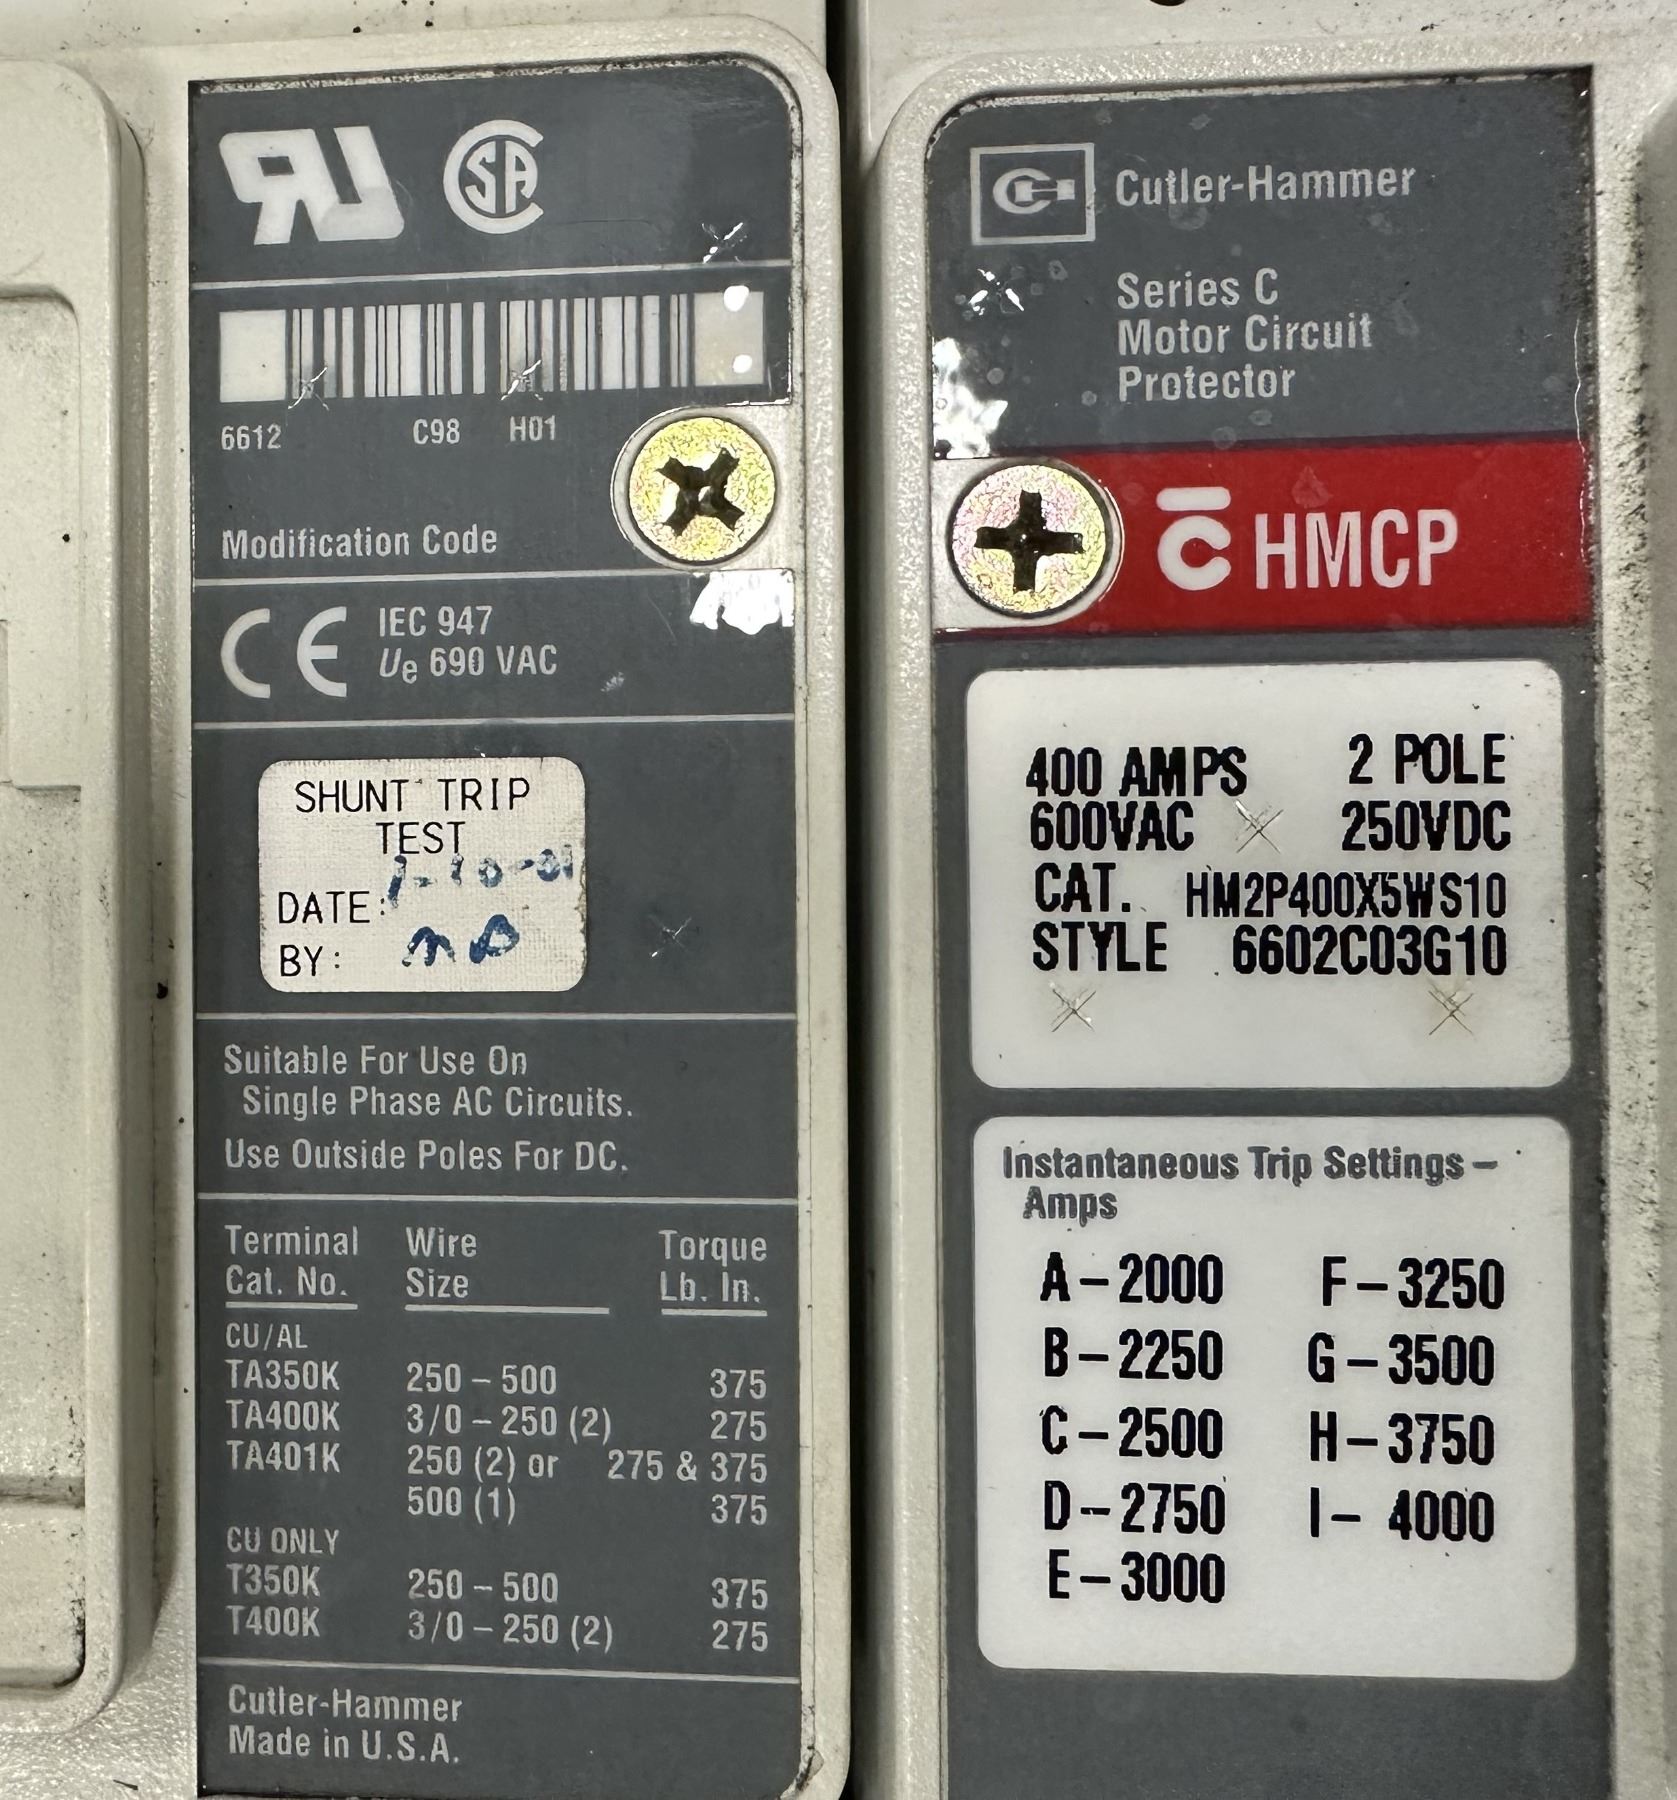 SA
6612 C98 H01
Modification Code
CE IEC 947
Ue 690 VAC
SHUNT TRIP
TEST
DATE: 1-10-01
BY:
Suitable For Use On
Single Phase AC Circuits.
Use Outside Poles For DC.
Terminal Wire Torque
Cat. No. Size Lb. In.
CU/AL
TA350K 250 – 500 375
TA400K 3/0 – 250 (2) 275
TA401K 250 (2) or 275 & 375
500 (1) 375
CU ONLY
T350K 250 – 500 375
T400K 3/0 – 250 (2) 275
Cutler-Hammer
Made in U.S.A.
Cutler-Hammer
Series C
Motor Circuit
Protector
C HMCP
400 AMPS 2 POLE
600VAC 250VDC
CAT. HM2P400X5WS10
STYLE 6602C03G10
Instantaneous Trip Settings –
Amps
A – 2000 F – 3250
B – 2250 G – 3500
C – 2500 H – 3750
D – 2750 I – 4000
E – 3000